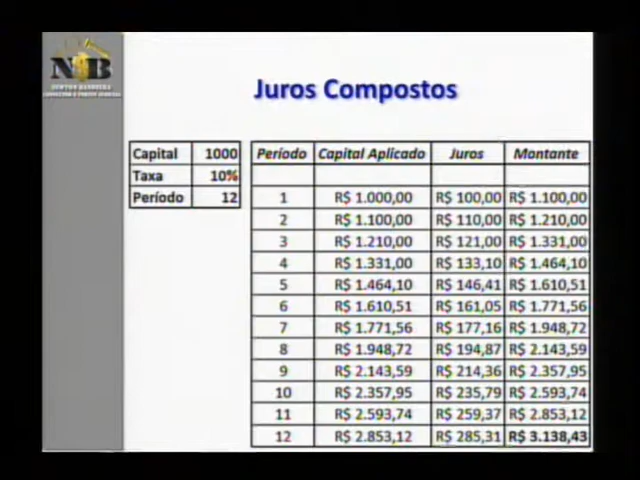 NB
NEWTON BANDEIRA
Juros Compostos
Capital 1000
Taxa 10%
Período 12
Período Capital Aplicado Juros Montante
1 R$ 1.000,00 R$ 100,00 R$ 1.100,00
2 R$ 1.100,00 R$ 110,00 R$ 1.210,00
3 R$ 1.210,00 R$ 121,00 R$ 1.331,00
4 R$ 1.331,00 R$ 133,10 R$ 1.464,10
5 R$ 1.464,10 R$ 146,41 R$ 1.610,51
6 R$ 1.610,51 R$ 161,05 R$ 1.771,56
7 R$ 1.771,56 R$ 177,16 R$ 1.948,72
8 R$ 1.948,72 R$ 194,87 R$ 2.143,59
9 R$ 2.143,59 R$ 214,36 R$ 2.357,95
10 R$ 2.357,95 R$ 235,79 R$ 2.593,74
11 R$ 2.593,74 R$ 259,37 R$ 2.853,12
12 R$ 2.853,12 R$ 285,31 R$ 3.138,43